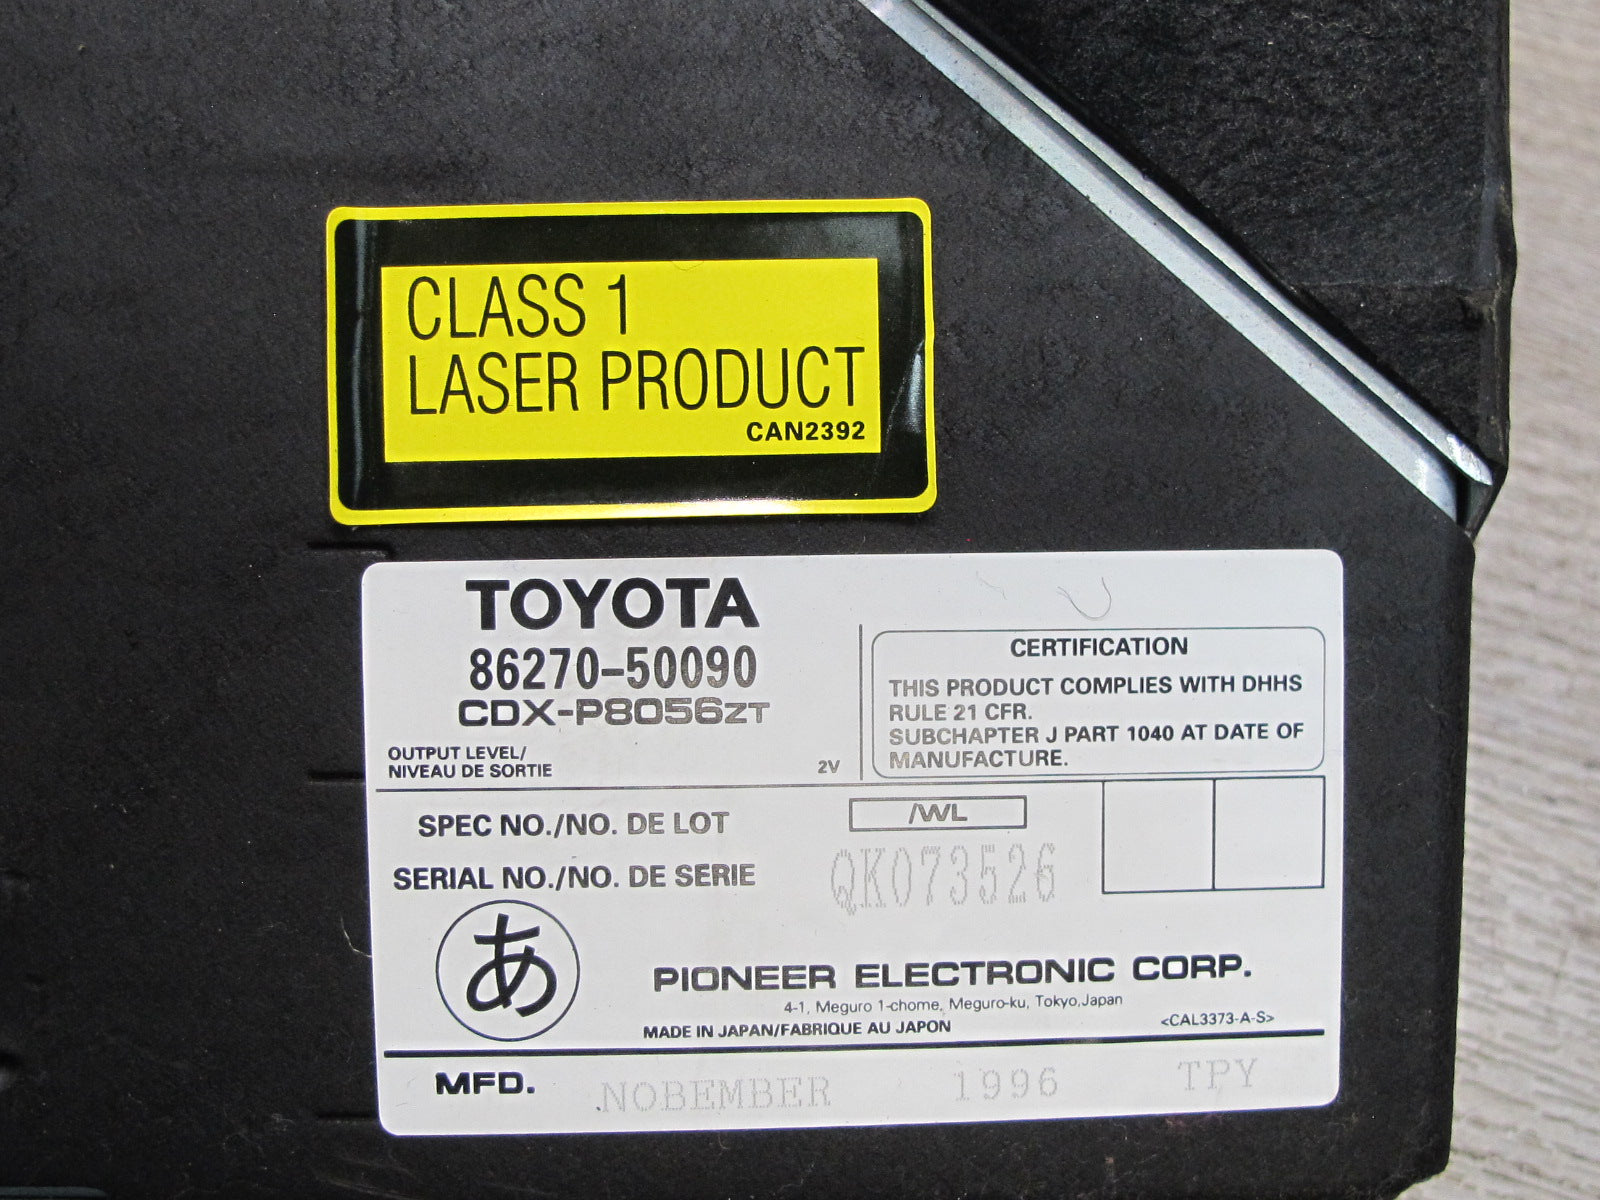 CLASS 1
LASER PRODUCT
CAN2392
TOYOTA
86270-50090
CDX-P8056ZT
OUTPUT LEVEL/
NIVEAU DE SORTIE
2V
CERTIFICATION
THIS PRODUCT COMPLIES WITH DHHS
RULE 21 CFR.
SUBCHAPTER J PART 1040 AT DATE OF
MANUFACTURE.
SPEC NO./NO. DE LOT
/WL
SERIAL NO./NO. DE SERIE
QK073526
あ
PIONEER ELECTRONIC CORP.
4-1, Meguro 1-chome, Meguro-ku, Tokyo,Japan
MADE IN JAPAN/FABRIQUE AU JAPON
<CAL3373-A-S>
MFD.
NOBEMBER 1996 TPY